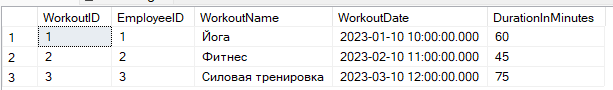 WorkoutID EmployeeID WorkoutName WorkoutDate DurationInMinutes
1 1 1 Йога 2023-01-10 10:00:00.000 60
2 2 2 Фитнес 2023-02-10 11:00:00.000 45
3 3 3 Силовая тренировка 2023-03-10 12:00:00.000 75